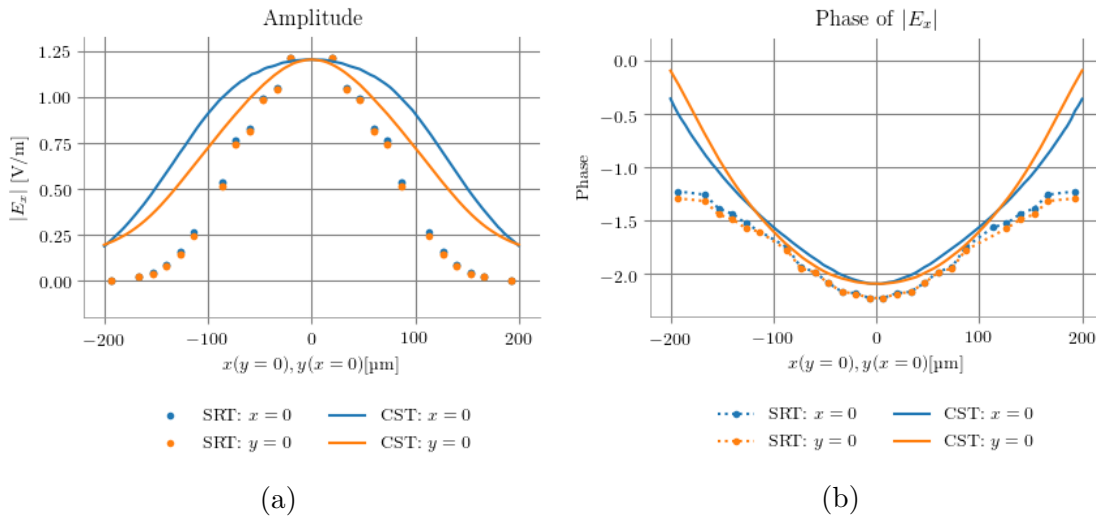 Amplitude
1.25
1.00
0.75
0.50
0.25
0.00
|E_x| [V/m]
−200
−100
0
100
200
x(y = 0), y(x = 0)[µm]
SRT: x = 0
CST: x = 0
SRT: y = 0
CST: y = 0
(a)
Phase of |E_x|
0.0
−0.5
−1.0
−1.5
−2.0
Phase
−200
−100
0
100
200
x(y = 0), y(x = 0)[µm]
SRT: x = 0
CST: x = 0
SRT: y = 0
CST: y = 0
(b)